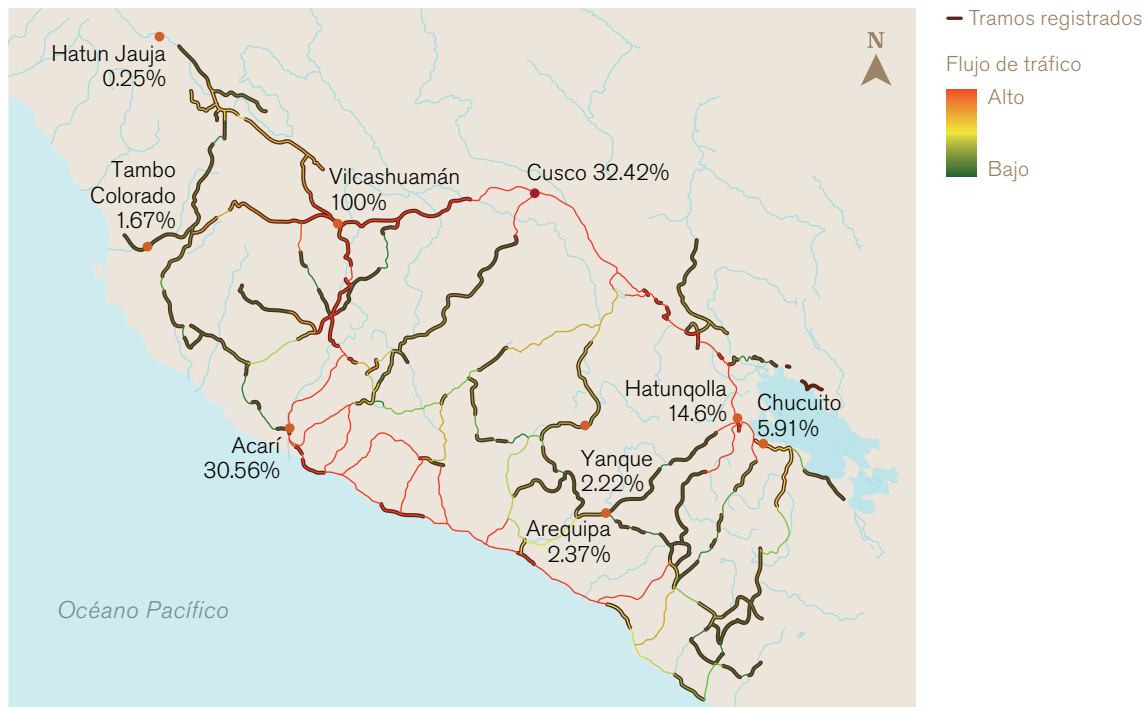 Hatun Jauja
0.25%
Tambo
Colorado
1.67%
Vilcashuamán
100%
Cusco 32.42%
Hatunqolla
14.6%
Chucuito
5.91%
Acarí
30.56%
Yanque
2.22%
Arequipa
2.37%
Océano Pacífico
N
Tramos registrados
Flujo de tráfico
Alto
Bajo